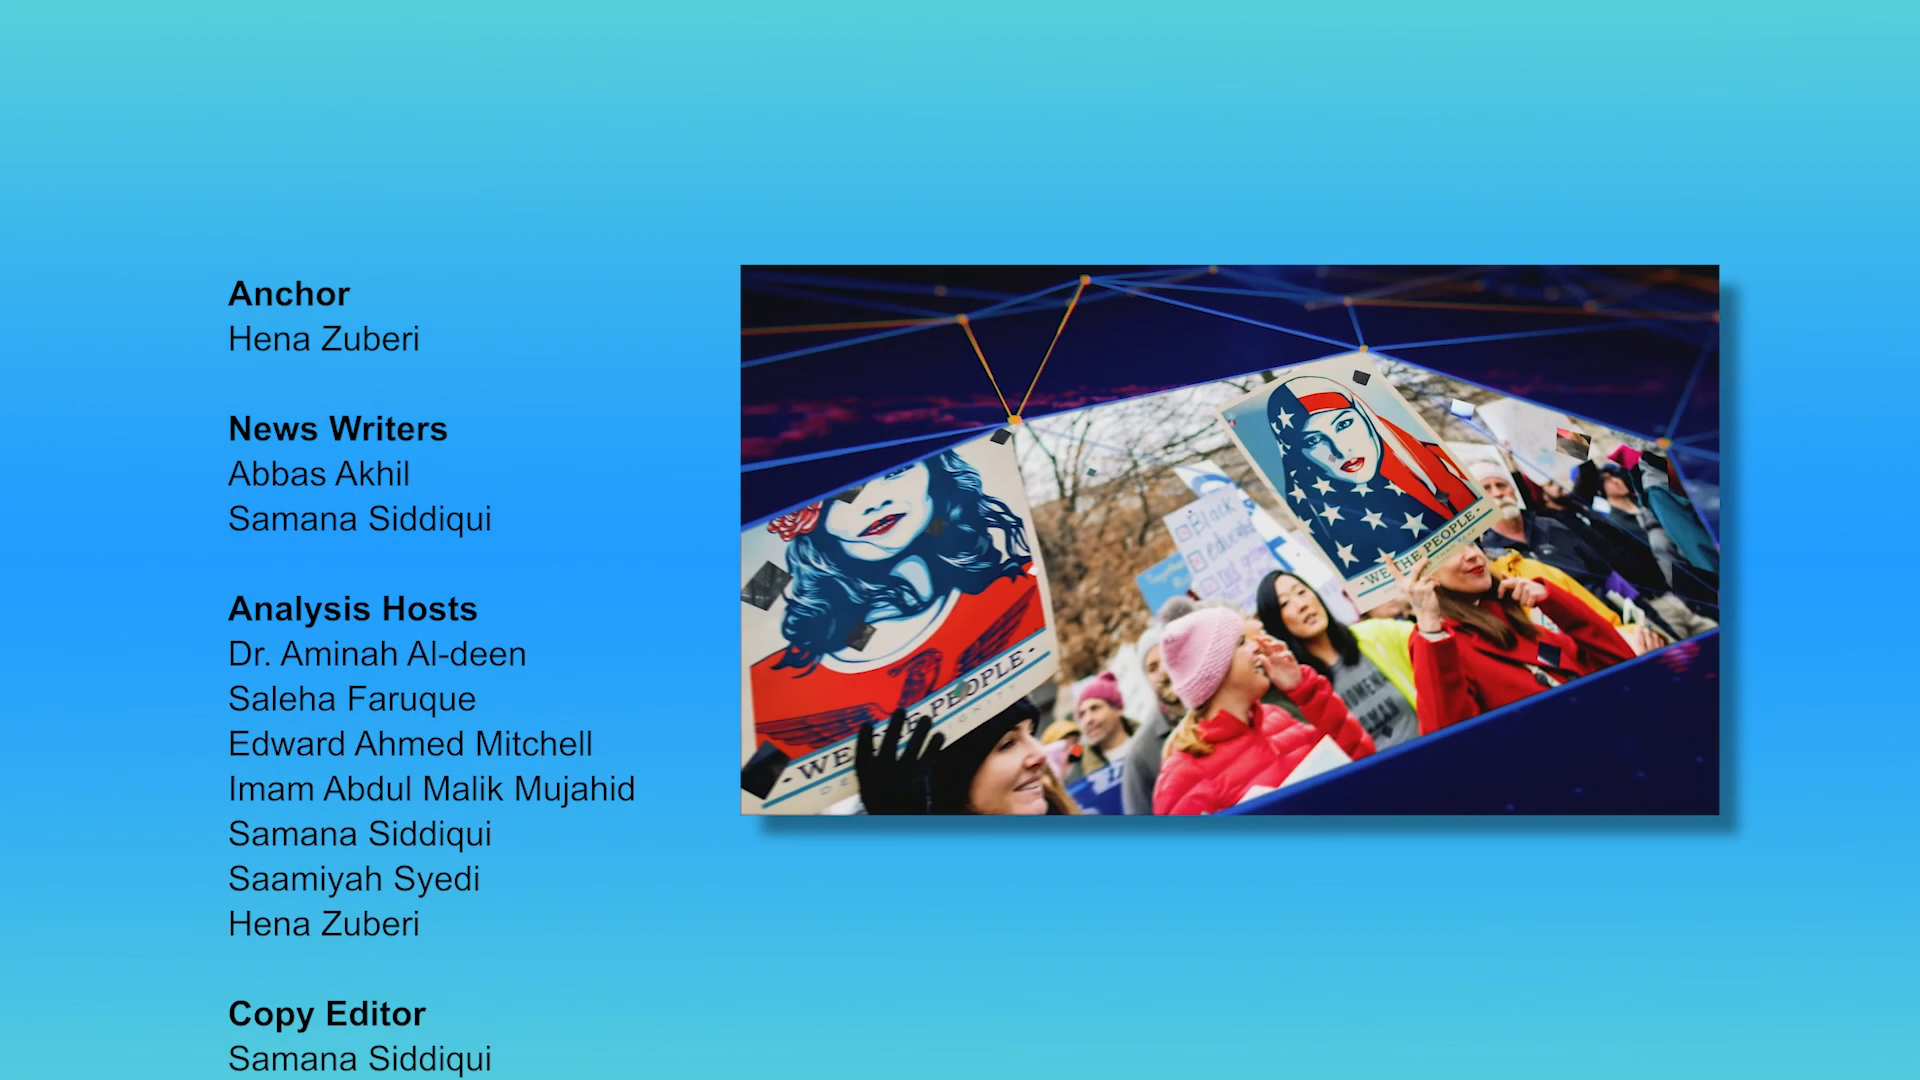 Anchor
Hena Zuberi
News Writers
Abbas Akhil
Samana Siddiqui
Analysis Hosts
Dr. Aminah Al-deen
Saleha Faruque
Edward Ahmed Mitchell
Imam Abdul Malik Mujahid
Samana Siddiqui
Saamiyah Syedi
Hena Zuberi
Copy Editor
Samana Siddiqui
Black
- WE THE PEOPLE -
- WE THE PEOPLE -